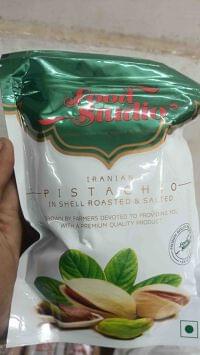 Food
Studio
IRANIAN
PISTACHIO
IN SHELL ROASTED & SALTED
GROWN BY FARMERS DEVOTED TO PROVIDING YOU
WITH A PREMIUM QUALITY PRODUCT